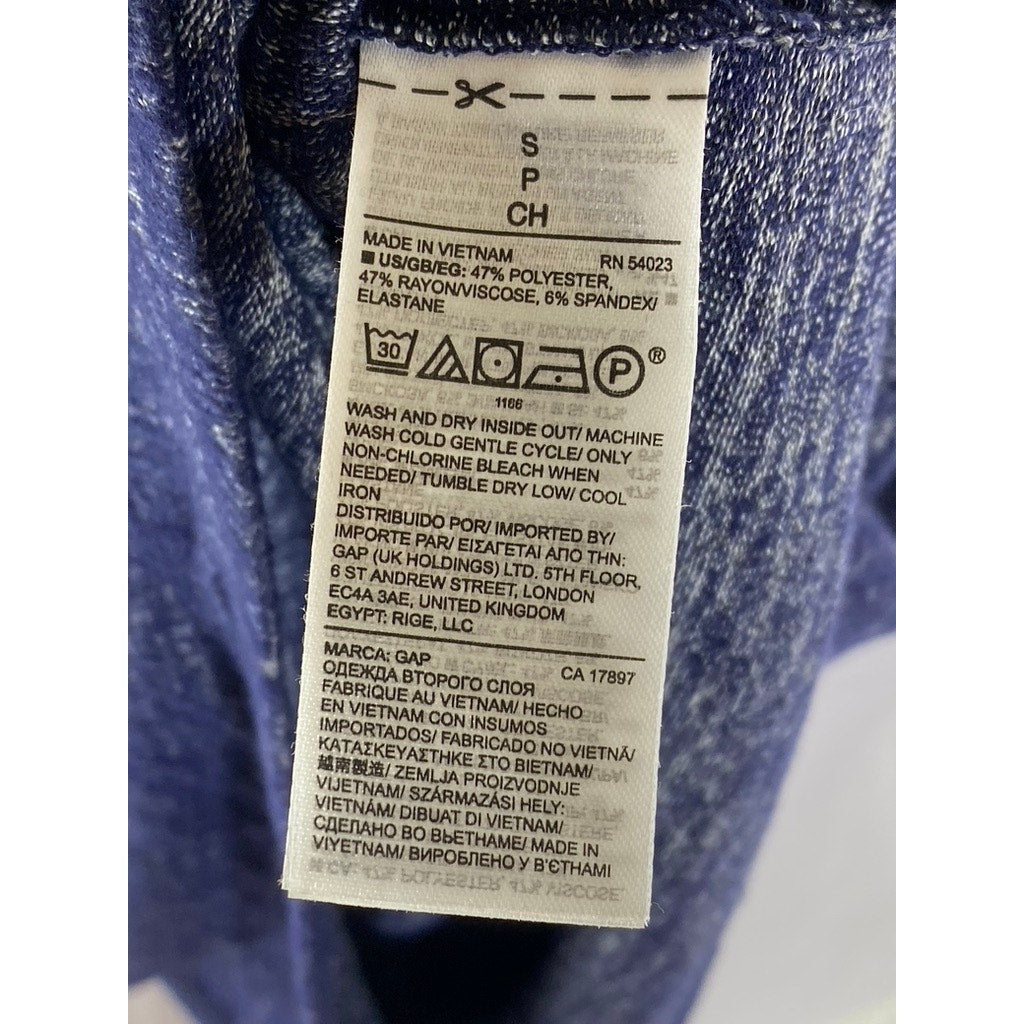 S
P
CH
MADE IN VIETNAM RN 54023
US/GB/EG: 47% POLYESTER,
47% RAYON/VISCOSE, 6% SPANDEX/
ELASTANE
30 P ®
1166
WASH AND DRY INSIDE OUT/ MACHINE
WASH COLD GENTLE CYCLE/ ONLY
NON-CHLORINE BLEACH WHEN
NEEDED/ TUMBLE DRY LOW/ COOL
IRON
DISTRIBUIDO POR/ IMPORTED BY/
IMPORTE PAR/ ΕΙΣΑΓΕΤΑΙ ΑΠΟ ΤΗΝ:
GAP (UK HOLDINGS) LTD. 5TH FLOOR,
6 ST ANDREW STREET, LONDON
EC4A 3AE, UNITED KINGDOM
EGYPT: RIGE, LLC
MARCA: GAP CA 17897
ОДЕЖДА ВТОРОГО СЛОЯ
FABRIQUE AU VIETNAM/ HECHO
EN VIETNAM CON INSUMOS
IMPORTADOS/ FABRICADO NO VIETNÃ/
ΚΑΤΑΣΚΕΥΑΣΤΗΚΕ ΣΤΟ ΒΙΕΤΝΑΜ/
越南製造/ ZEMLJA PROIZVODNJE
VIJETNAM/ SZÁRMAZÁSI HELY:
VIETNÁM/ DIBUAT DI VIETNAM/
СДЕЛАНО ВО ВЬЕТНАМЕ/ MADE IN
VIYETNAM/ ВИРОБЛЕНО У В'ЄТНАМІ